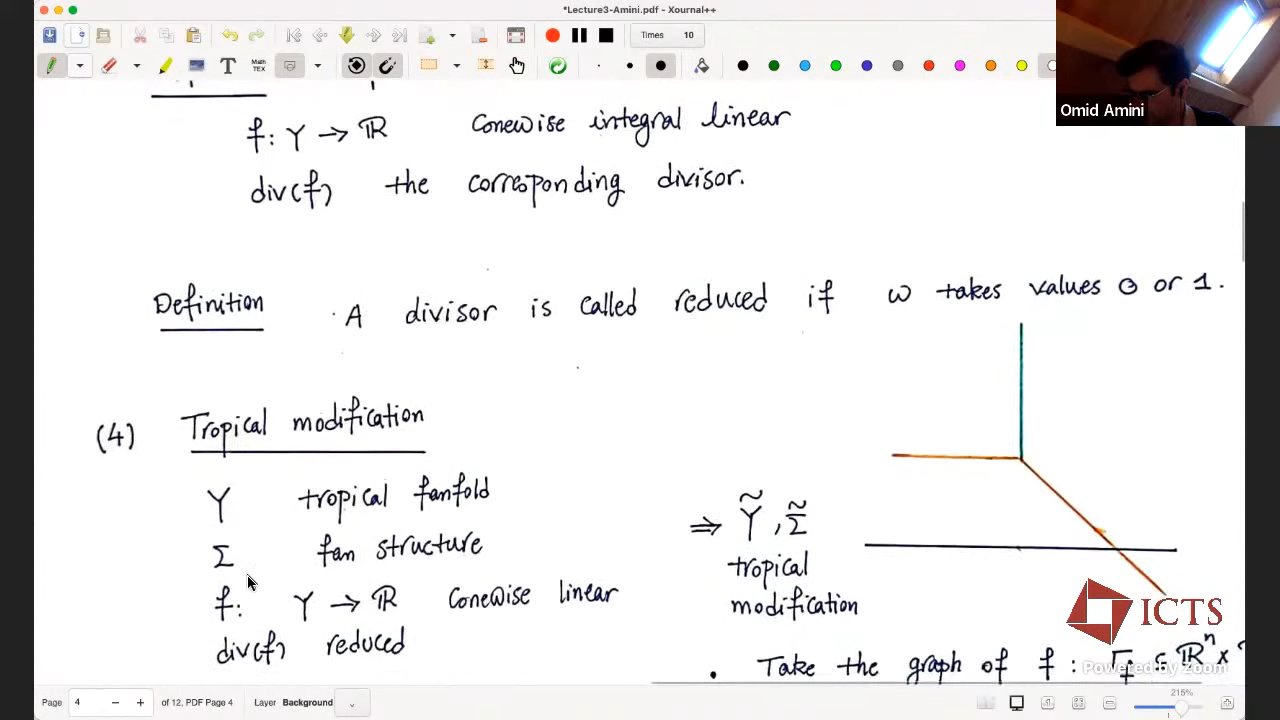 *Lecture3-Amini.pdf - Xournal++
Times 10
Omid Amini
f: Y → ℝ Conewise integral linear
div(f) the corresponding divisor.
Definition A divisor is called reduced if ω takes values 0 or 1.
(4) Tropical modification
Y tropical fanfold
Σ fan structure
f: Y → ℝ Conewise linear
div(f) reduced
⇒ Ỹ, Σ̃
tropical
modification
• Take the graph of f: Γ_f ⊆ ℝⁿ ×
ICTS
Powered by Zoom
Page 4 of 12, PDF Page 4 Layer Background
215%